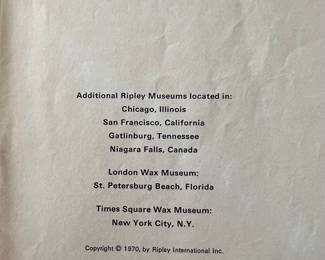 Additional Ripley Museums located in:
Chicago, Illinois
San Francisco, California
Gatlinburg, Tennessee
Niagara Falls, Canada
London Wax Museum:
St. Petersburg Beach, Florida
Times Square Wax Museum:
New York City, N.Y.
Copyright © 1970, by Ripley International Inc.